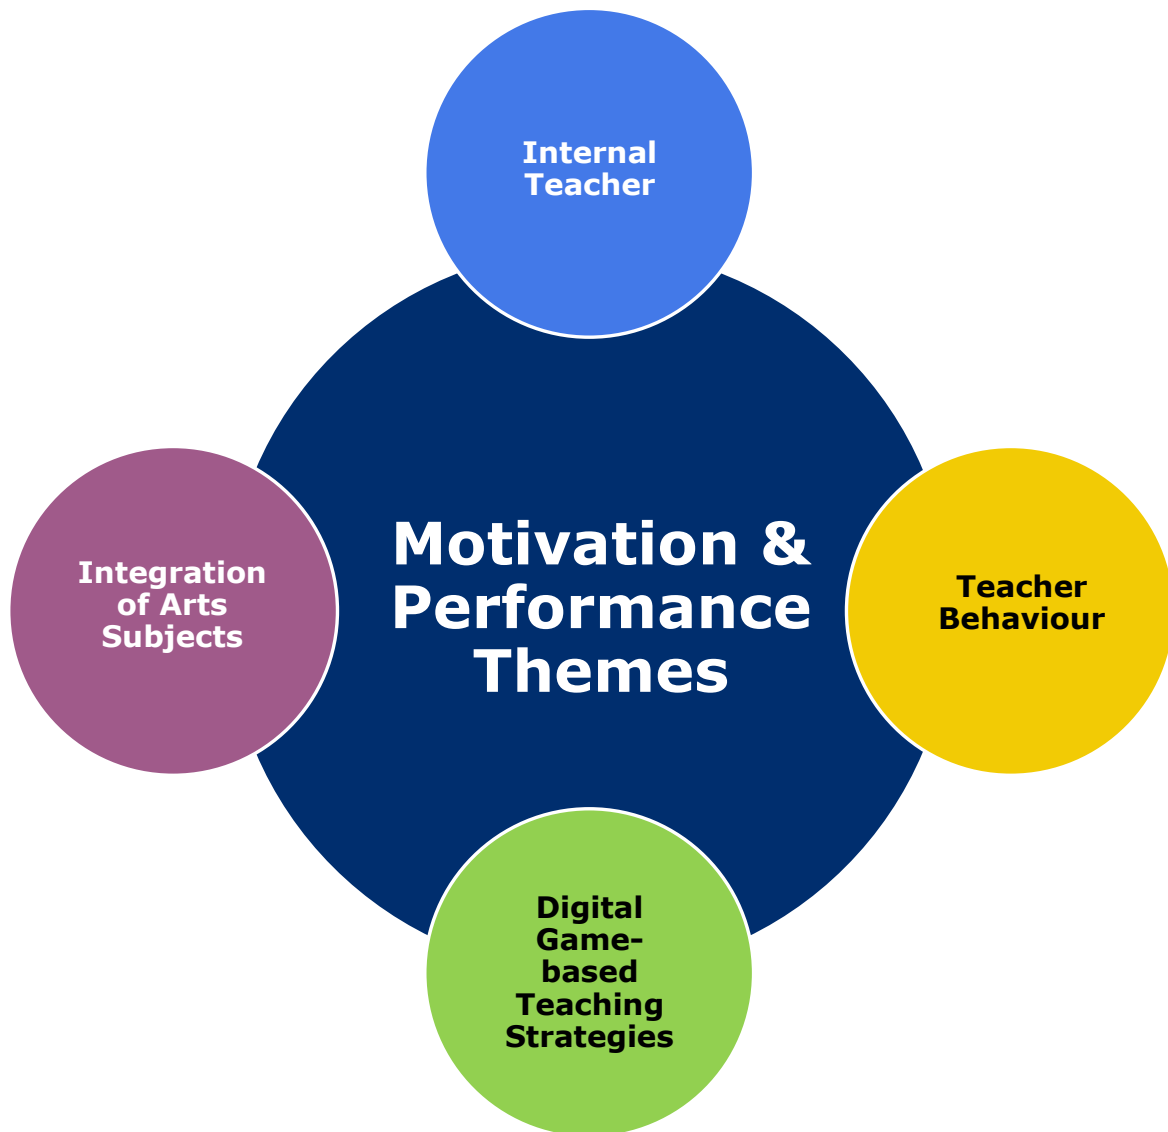 Internal
Teacher
Motivation &
Performance
Themes
Integration
of Arts
Subjects
Teacher
Behaviour
Digital
Game-
based
Teaching
Strategies